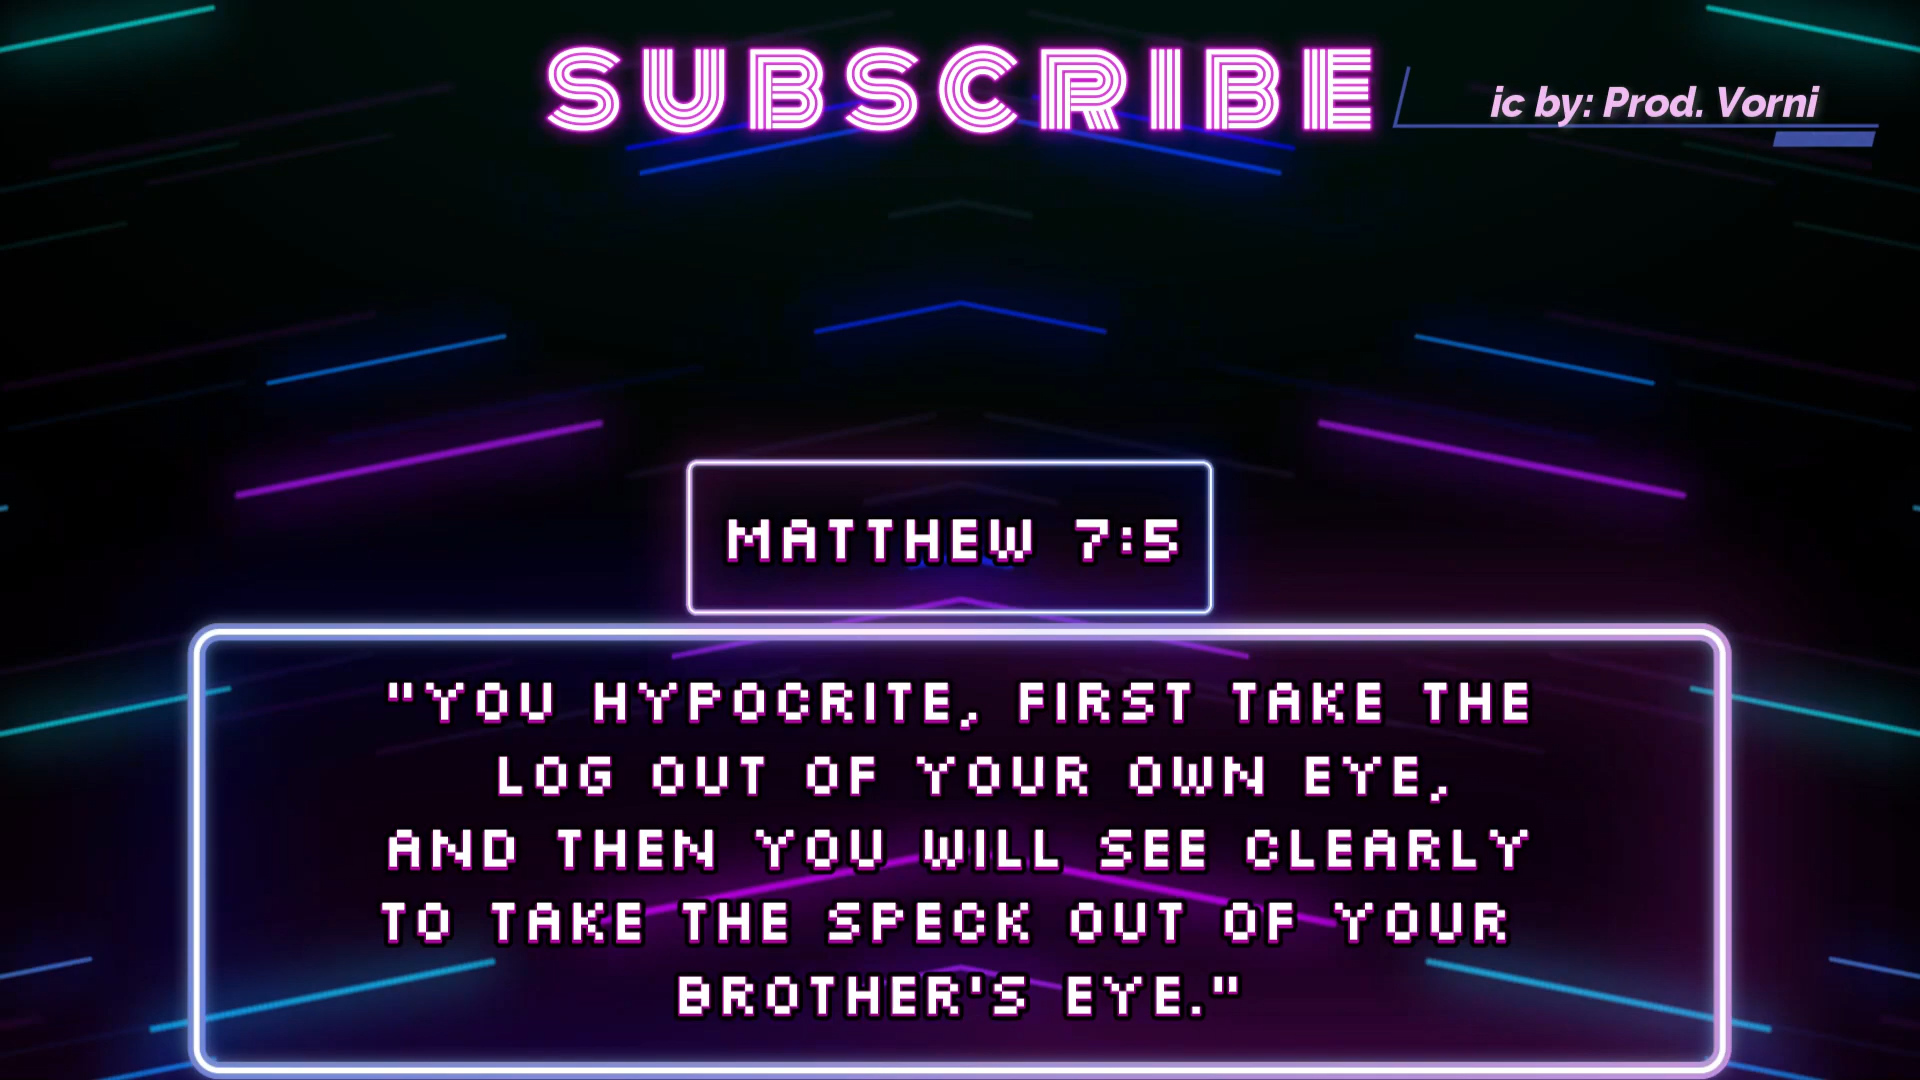 SUBSCRIBE
ic by: Prod. Vorni
MATTHEW 7:5
"YOU HYPOCRITE, FIRST TAKE THE
LOG OUT OF YOUR OWN EYE,
AND THEN YOU WILL SEE CLEARLY
TO TAKE THE SPECK OUT OF YOUR
BROTHER'S EYE."